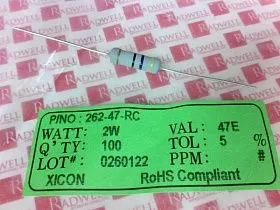 P/NO: 262-47-RC
WATT: 2W VAL: 47E
Q'TY: 100 TOL: 5 %
LOT#: 0260122 PPM: #
XICON RoHS Compliant
RADWELL